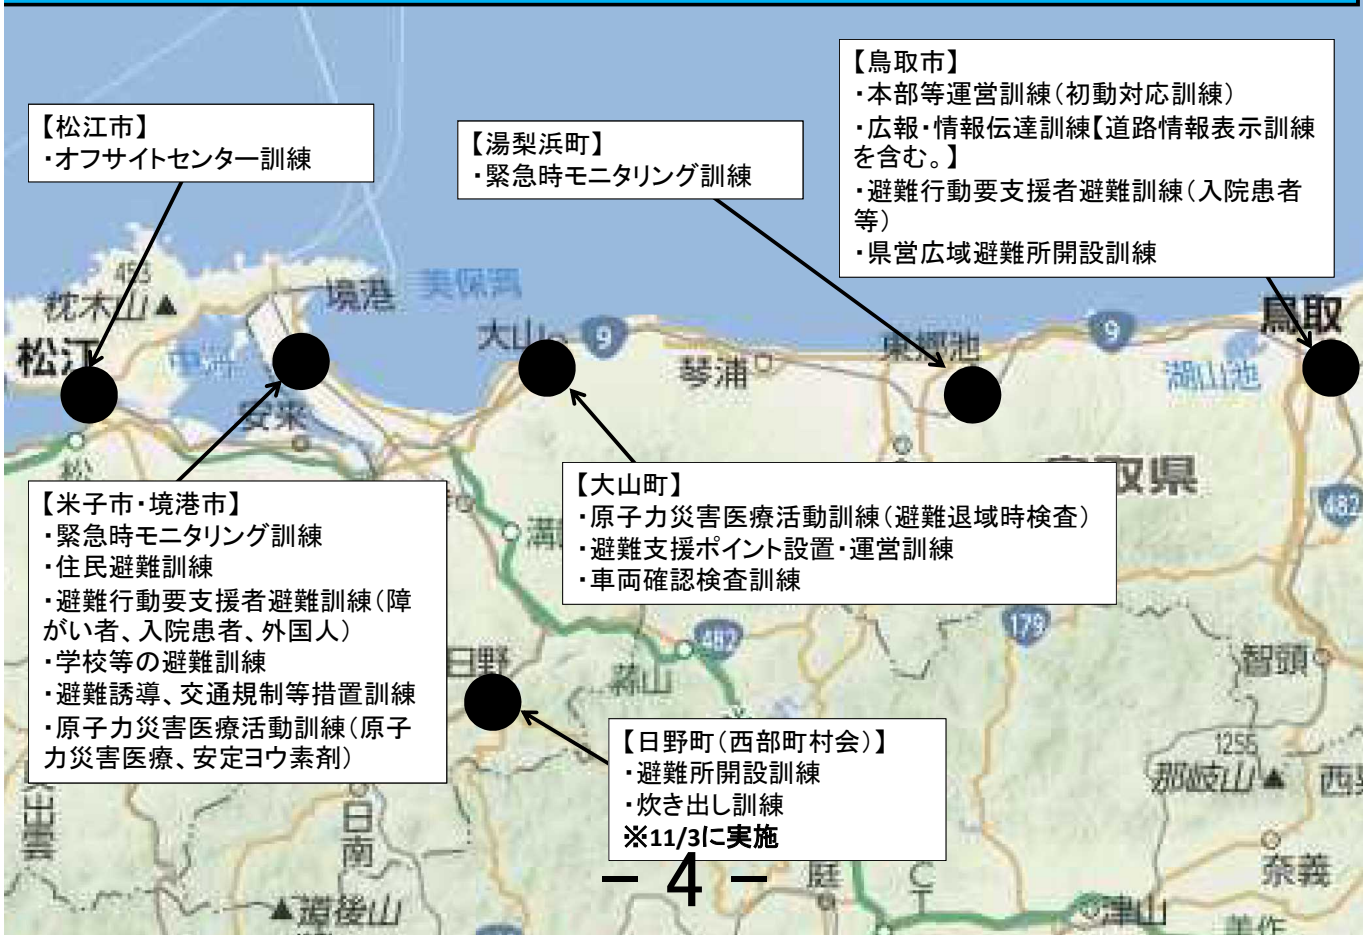 【松江市】
・オフサイトセンター訓練
【湯梨浜町】
・緊急時モニタリング訓練
【鳥取市】
・本部等運営訓練(初動対応訓練)
・広報・情報伝達訓練【道路情報表示訓練
を含む。】
・避難行動要支援者避難訓練(入院患者
等)
・県営広域避難所開設訓練
枕木山
境港
美保湾
大山
9
琴浦
東郷池
9
湖山池
鳥取
松江
安来
取県
482
【米子市・境港市】
・緊急時モニタリング訓練
・住民避難訓練
・避難行動要支援者避難訓練(障
がい者、入院患者、外国人)
・学校等の避難訓練
・避難誘導、交通規制等措置訓練
・原子力災害医療活動訓練(原子
力災害医療、安定ヨウ素剤)
【大山町】
・原子力災害医療活動訓練(避難退域時検査)
・避難支援ポイント設置・運営訓練
・車両確認検査訓練
溝
482
179
日野
蒜山
智頭
【日野町(西部町村会)】
・避難所開設訓練
・炊き出し訓練
※11/3に実施
1255
那岐山
日南
奈義
道後山
庭
津山
美作
－ 4 －